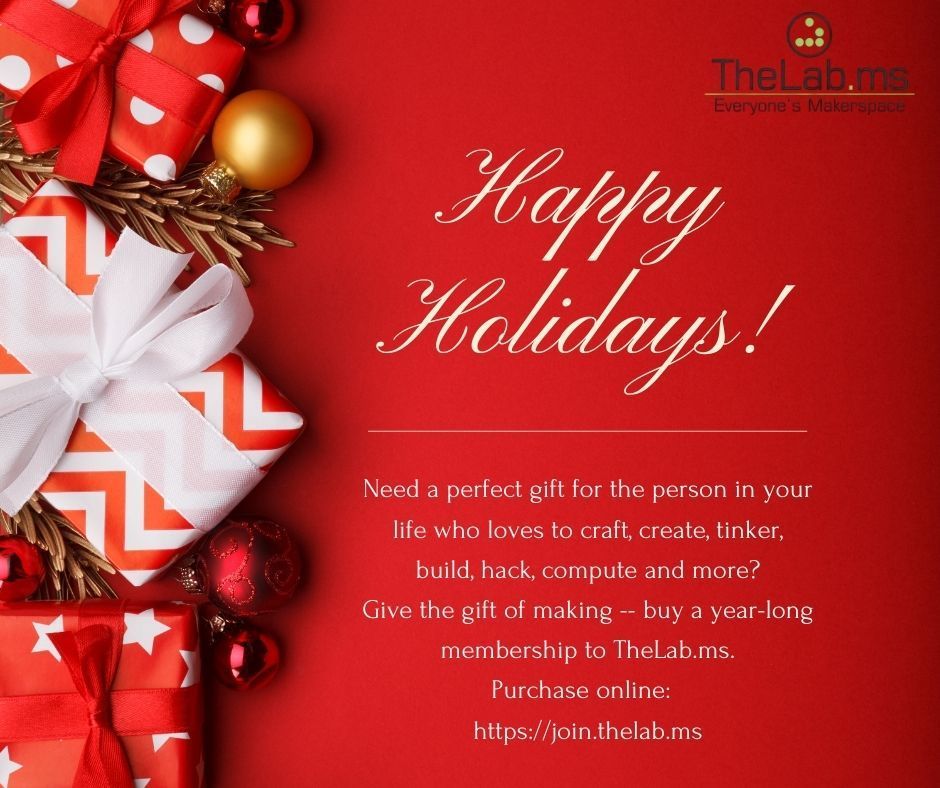 TheLab.ms
Everyone's Makerspace
Happy
Holidays!
Need a perfect gift for the person in your
life who loves to craft, create, tinker,
build, hack, compute and more?
Give the gift of making -- buy a year-long
membership to TheLab.ms.
Purchase online:
https://join.thelab.ms